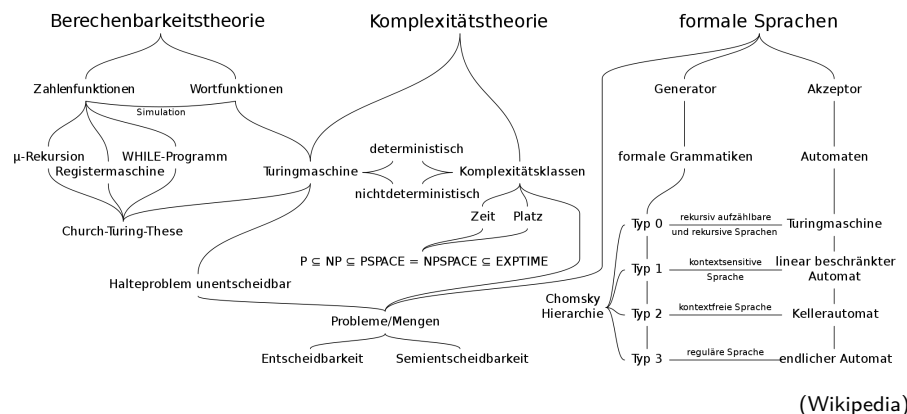 Berechenbarkeitstheorie
Komplexitätstheorie
formale Sprachen
Zahlenfunktionen
Wortfunktionen
Generator
Akzeptor
Simulation
deterministisch
µ-Rekursion
WHILE-Programm
formale Grammatiken
Automaten
Registermaschine
Turingmaschine
Komplexitätsklassen
nichtdeterministisch
Zeit
Platz
Church-Turing-These
Typ 0
rekursiv aufzählbare
und rekursive Sprachen
Turingmaschine
P ⊆ NP ⊆ PSPACE = NPSPACE ⊆ EXPTIME
Typ 1
kontextsensitive
Sprache
linear beschränkter
Automat
Halteproblem unentscheidbar
Chomsky
Hierarchie
Typ 2
kontextfreie Sprache
Kellerautomat
Probleme/Mengen
Entscheidbarkeit
Semientscheidbarkeit
Typ 3
reguläre Sprache
endlicher Automat
(Wikipedia)